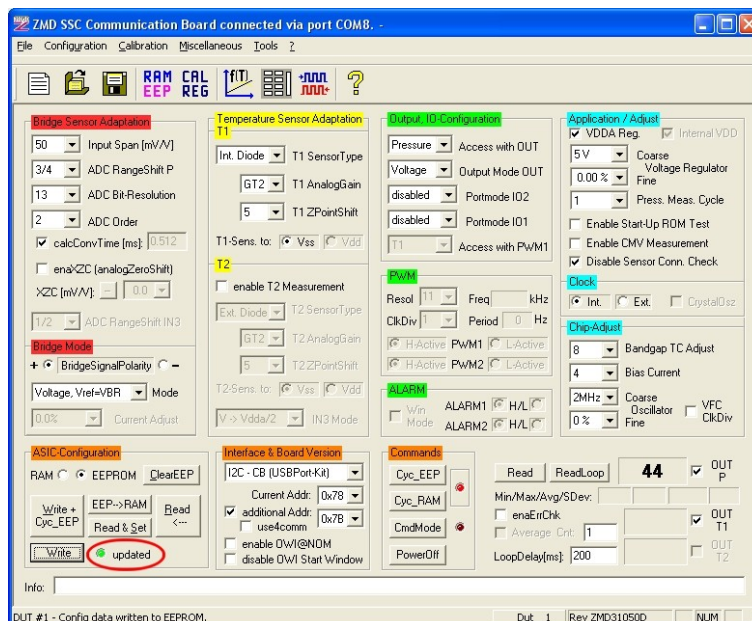 ZMD SSC Communication Board connected via port COM8. -
File Configuration Calibration Miscellaneous Tools ?
RAM EEP CAL REG f(T) ?
Bridge Sensor Adaptation
50 Input Span [mV/V]
3/4 ADC RangeShift P
13 ADC Bit-Resolution
2 ADC Order
calcConvTime [ms]: 0.512
enaXZC (analogZeroShift)
XZC [mV/V]: - 0.0
1/2 ADC RangeShift IN3
Bridge Mode
+ BridgeSignalPolarity -
Voltage, Vref=VBR Mode
0.0% Current Adjust
Temperature Sensor Adaptation
T1
Int. Diode T1 SensorType
GT2 T1 AnalogGain
5 T1 ZPointShift
T1-Sens. to: Vss Vdd
T2
enable T2 Measurement
Ext. Diode T2 SensorType
GT2 T2 AnalogGain
5 T2 ZPointShift
T2-Sens. to: Vss Vdd
V -> Vdda/2 IN3 Mode
Output, IO-Configuration
Pressure Access with OUT
Voltage Output Mode OUT
disabled Portmode IO2
disabled Portmode IO1
T1 Access with PWM1
PWM
Resol 11 Freq kHz
ClkDiv 1 Period 0 Hz
H-Active PWM1 L-Active
H-Active PWM2 L-Active
ALARM
Win Mode ALARM1 H/L
ALARM2 H/L
Application / Adjust
VDDA Reg. Internal VDD
5 V Coarse
Voltage Regulator
0.00 % Fine
1 Press. Meas. Cycle
Enable Start-Up ROM Test
Enable CMV Measurement
Disable Sensor Conn. Check
Clock
Int. Ext. CrystalOsz
Chip-Adjust
8 Bandgap TC Adjust
4 Bias Current
2MHz Coarse
Oscillator VFC ClkDiv
0 % Fine
ASIC-Configuration
RAM EEPROM ClearEEP
Write + Cyc_EEP EEP-->RAM Read <---
Read & Set
Write updated
Interface & Board Version
I2C - CB (USBPort-Kit)
Current Addr: 0x78
additional Addr: 0x7B
use4comm
enable OWI@NOM
disable OWI Start Window
Commands
Cyc_EEP
Cyc_RAM
CmdMode
PowerOff
Read ReadLoop 44 OUT P
Min/Max/Avg/SDev:
enaErrChk OUT T1
Average Cnt: 1
LoopDelay[ms]: 200 OUT T2
Info:
DUT #1 - Config data written to EEPROM. Dut 1 Rev ZMD31050D NUM